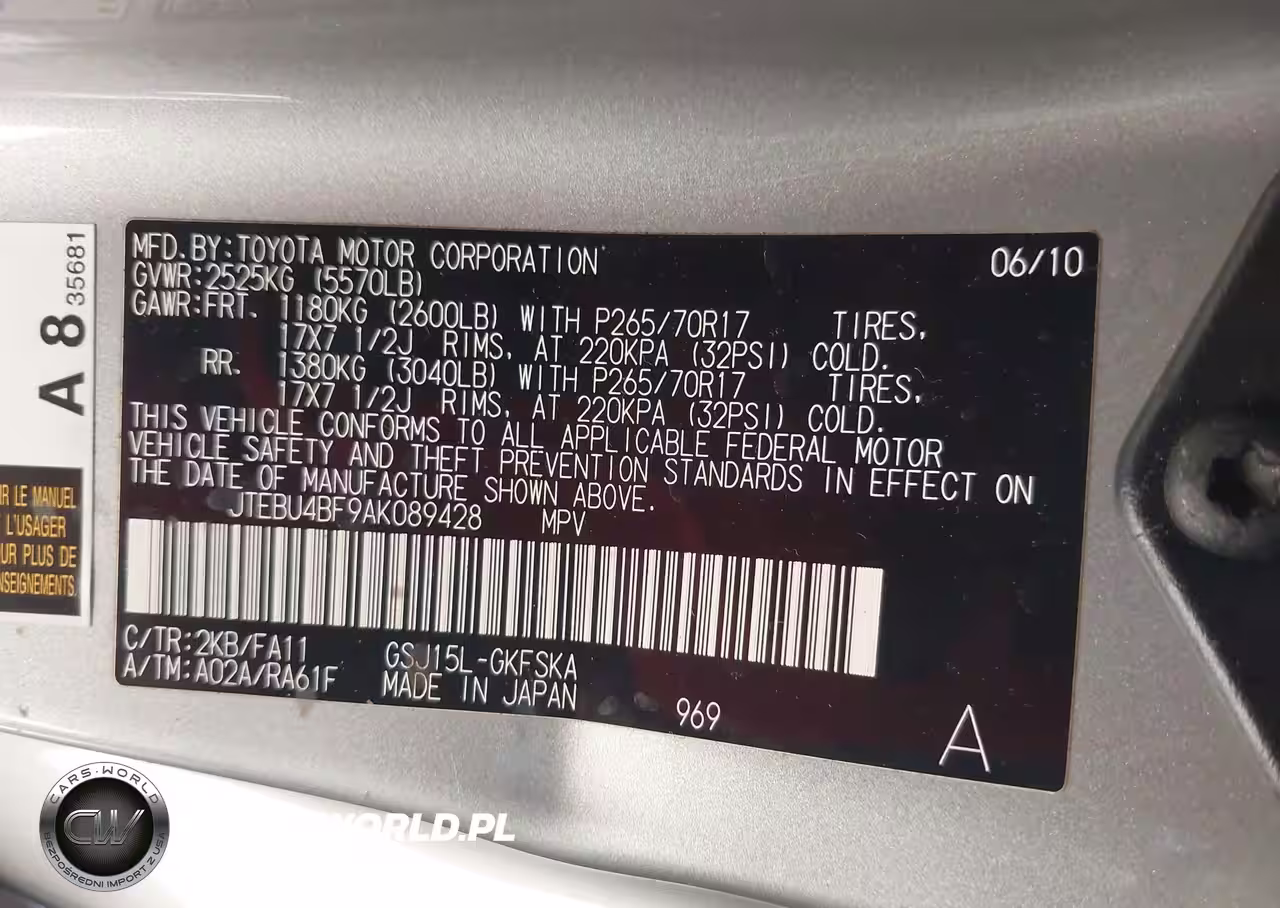 MFD.BY:TOYOTA MOTOR CORPORATION 06/10
GVWR:2525KG (5570LB)
GAWR:FRT. 1180KG (2600LB) WITH P265/70R17 TIRES,
17X7 1/2J RIMS, AT 220KPA (32PSI) COLD.
RR. 1380KG (3040LB) WITH P265/70R17 TIRES,
17X7 1/2J RIMS, AT 220KPA (32PSI) COLD.
THIS VEHICLE CONFORMS TO ALL APPLICABLE FEDERAL MOTOR
VEHICLE SAFETY AND THEFT PREVENTION STANDARDS IN EFFECT ON
THE DATE OF MANUFACTURE SHOWN ABOVE.
JTEBU4BF9AK089428 MPV
C/TR:2KB/FA11 GSJ15L-GKFSKA
A/TM:A02A/RA61F MADE IN JAPAN
969
A
A 8 35681
LE MANUEL
L'USAGER
PLUS DE
CARS-WORLD
CW
BEZPOŚREDNI IMPORT Z USA
WORLD.PL